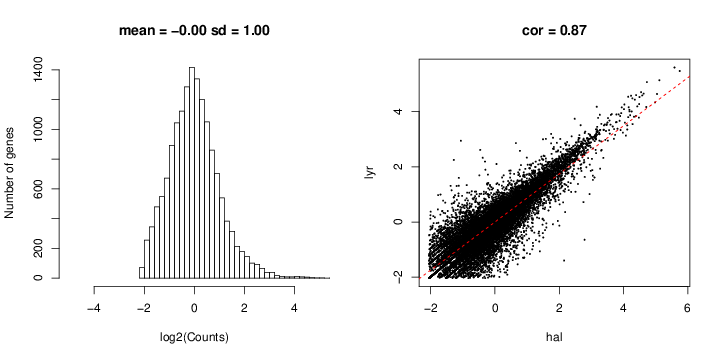 mean = −0.00 sd = 1.00
Number of genes
1400
1000
600
200
0
−4 −2 0 2 4
log2(Counts)
cor = 0.87
lyr
4
2
0
−2
−2 0 2 4 6
hal